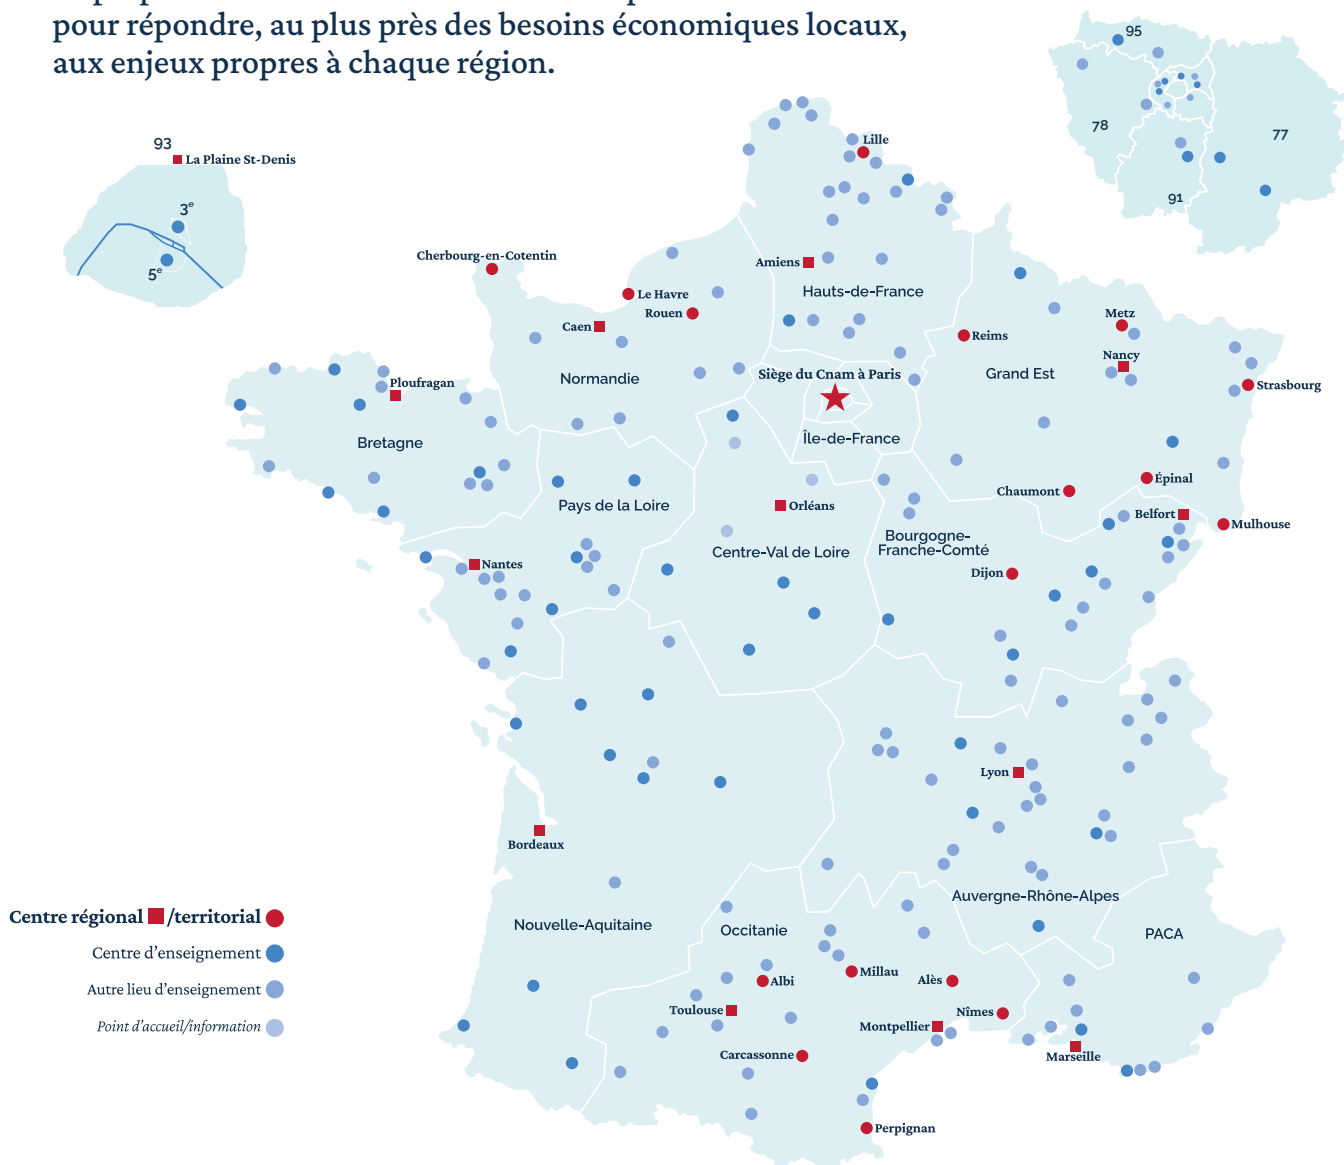 pour répondre, au plus près des besoins économiques locaux,
aux enjeux propres à chaque région.
95
78
77
91
93
La Plaine St-Denis
3e
5e
Lille
Cherbourg-en-Cotentin
Amiens
Hauts-de-France
Le Havre
Rouen
Caen
Reims
Metz
Nancy
Strasbourg
Siège du Cnam à Paris
Normandie
Grand Est
Ploufragan
Bretagne
Île-de-France
Épinal
Chaumont
Pays de la Loire
Orléans
Belfort
Mulhouse
Bourgogne-
Franche-Comté
Centre-Val de Loire
Nantes
Dijon
Lyon
Bordeaux
Auvergne-Rhône-Alpes
Centre régional /territorial
Nouvelle-Aquitaine
Occitanie
PACA
Centre d’enseignement
Autre lieu d’enseignement
Point d’accueil/information
Albi
Millau
Alès
Toulouse
Nîmes
Montpellier
Marseille
Carcassonne
Perpignan